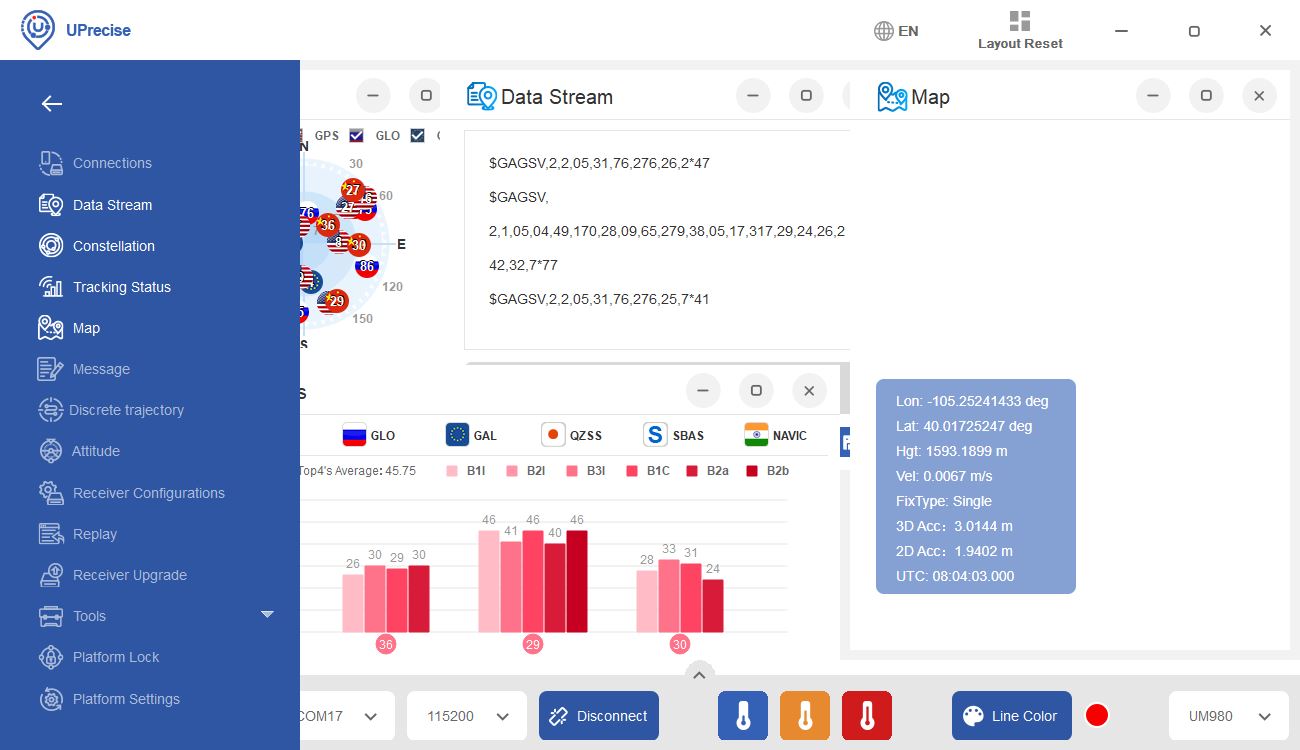 UPrecise
EN
Layout Reset
Connections
Data Stream
Constellation
Tracking Status
Map
Message
Discrete trajectory
Attitude
Receiver Configurations
Replay
Receiver Upgrade
Tools
Platform Lock
Platform Settings
GPS GLO
N
30
60
E
120
150
S
27
76
27
36
8
30
86
29
Data Stream
$GAGSV,2,2,05,31,76,276,26,2*47
$GAGSV,
2,1,05,04,49,170,28,09,65,279,38,05,17,317,29,24,26,2
42,32,7*77
$GAGSV,2,2,05,31,76,276,25,7*41
Map
Lon: -105.25241433 deg
Lat: 40.01725247 deg
Hgt: 1593.1899 m
Vel: 0.0067 m/s
FixType: Single
3D Acc：3.0144 m
2D Acc：1.9402 m
UTC: 08:04:03.000
S
GLO GAL QZSS S SBAS NAVIC
Top4's Average: 45.75 B1I B2I B3I B1C B2a B2b
26 30 29 30
46 41 46 40 46
28 33 31 24
36 29 30
COM17 115200 Disconnect Line Color UM980